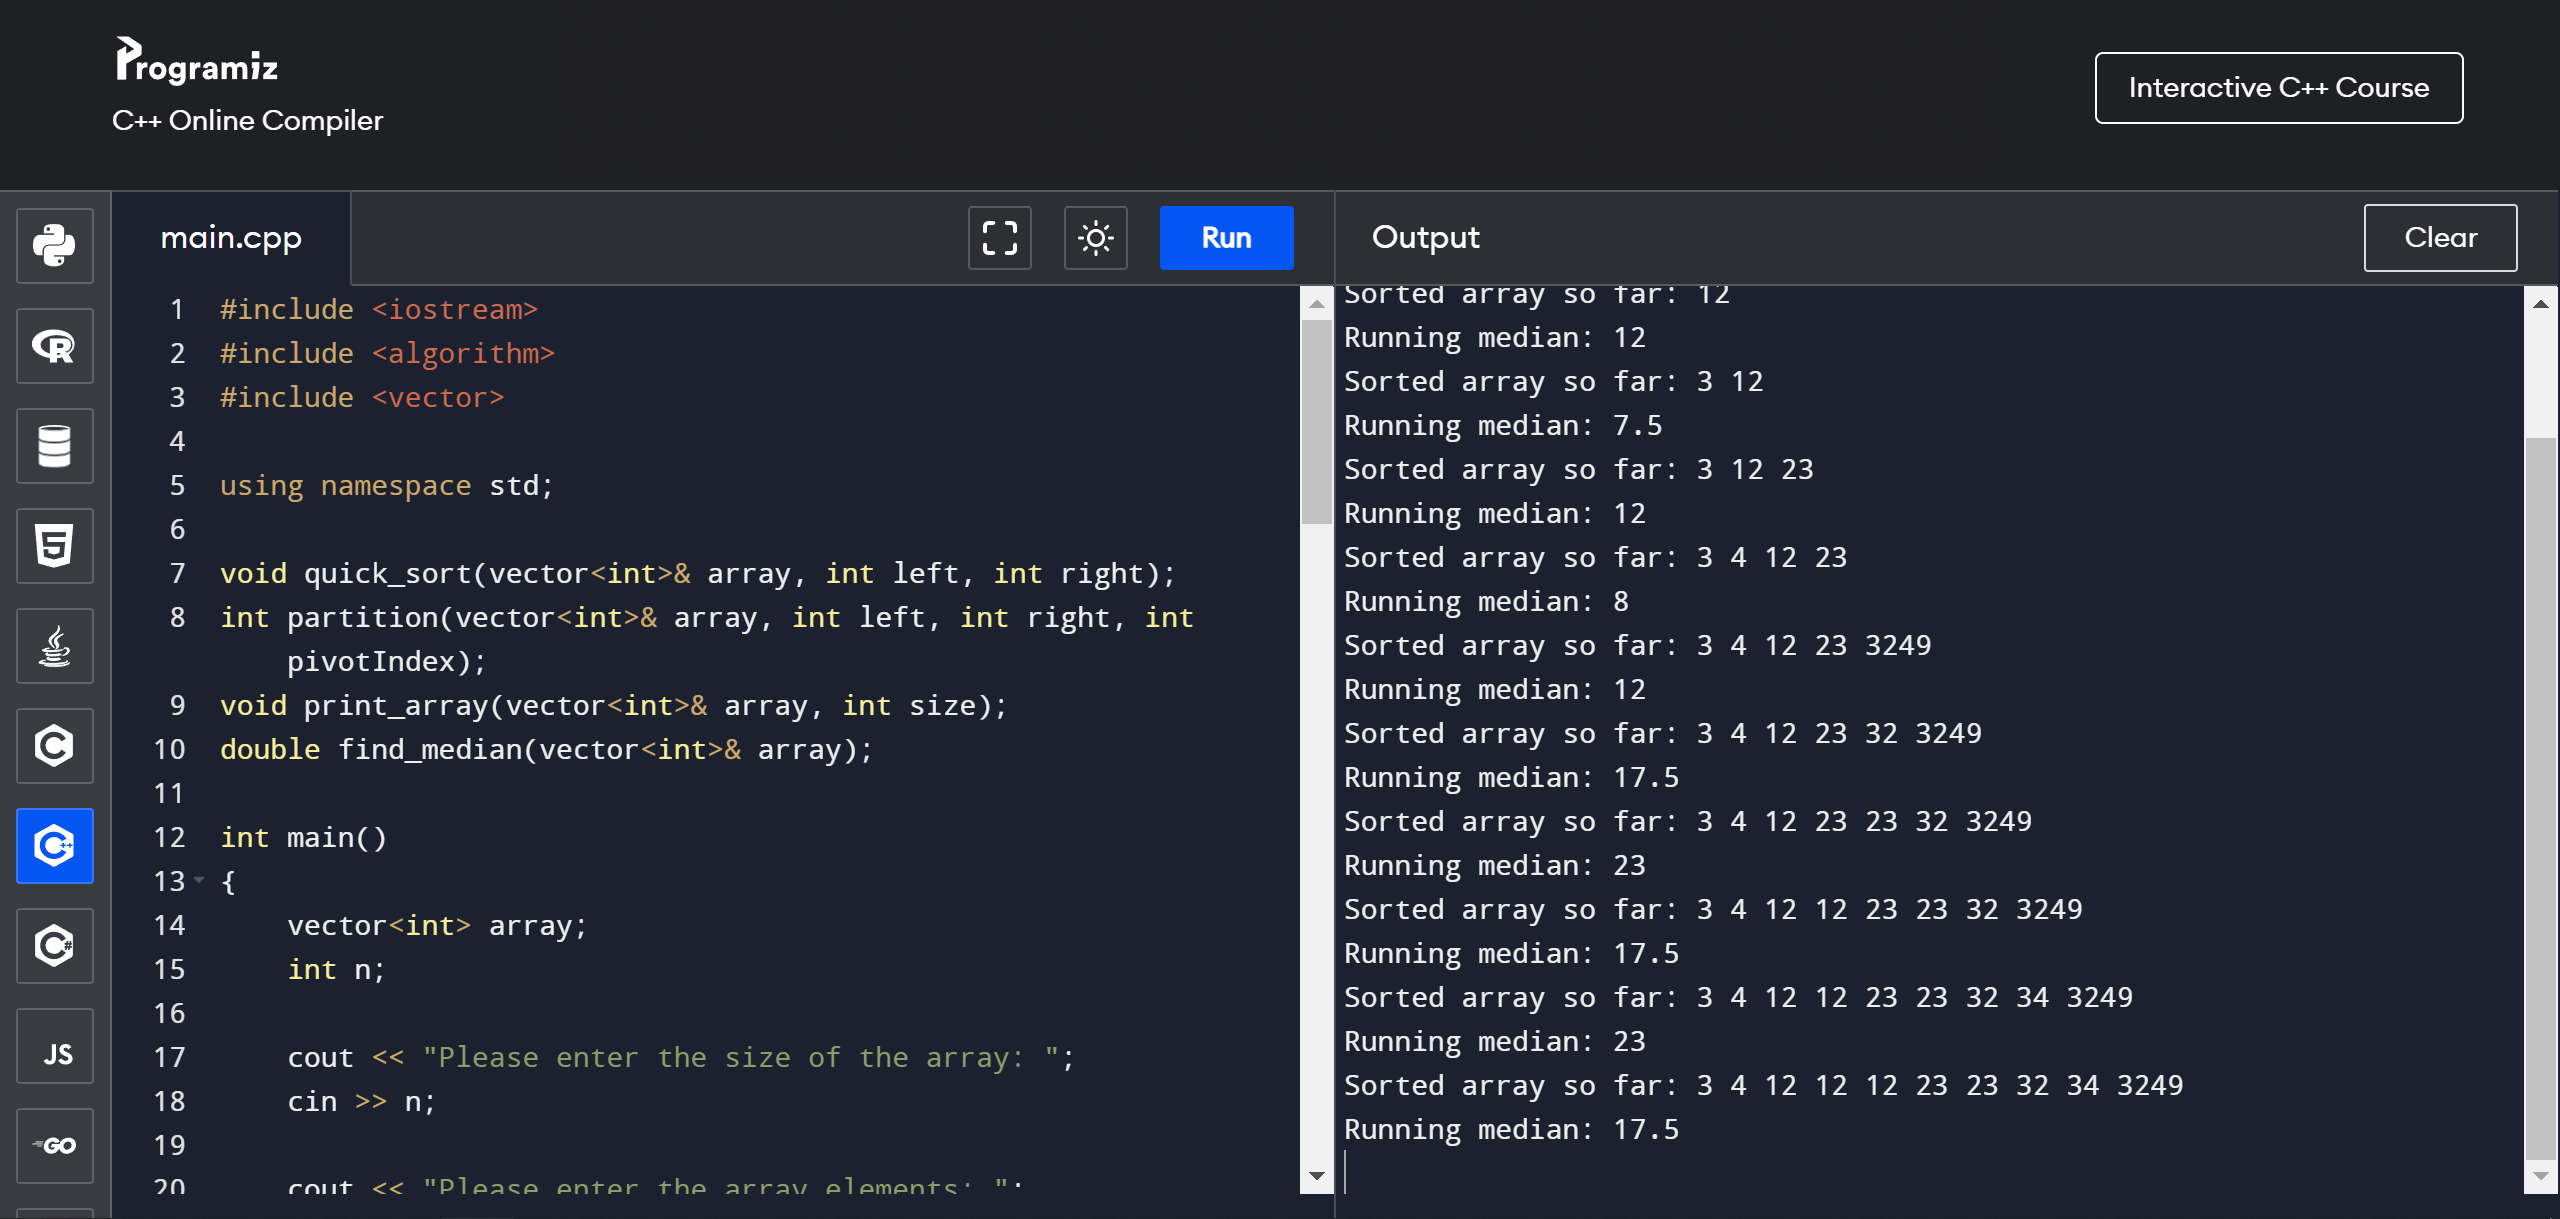 Programiz
C++ Online Compiler
Interactive C++ Course
main.cpp
Run
Output
Clear
1 #include <iostream>
2 #include <algorithm>
3 #include <vector>
4
5 using namespace std;
6
7 void quick_sort(vector<int>& array, int left, int right);
8 int partition(vector<int>& array, int left, int right, int
pivotIndex);
9 void print_array(vector<int>& array, int size);
10 double find_median(vector<int>& array);
11
12 int main()
13 {
14 vector<int> array;
15 int n;
16
17 cout << "Please enter the size of the array: ";
18 cin >> n;
19
20 cout << "Please enter the array elements: ";
Sorted array so far: 12
Running median: 12
Sorted array so far: 3 12
Running median: 7.5
Sorted array so far: 3 12 23
Running median: 12
Sorted array so far: 3 4 12 23
Running median: 8
Sorted array so far: 3 4 12 23 3249
Running median: 12
Sorted array so far: 3 4 12 23 32 3249
Running median: 17.5
Sorted array so far: 3 4 12 23 23 32 3249
Running median: 23
Sorted array so far: 3 4 12 12 23 23 32 3249
Running median: 17.5
Sorted array so far: 3 4 12 12 23 23 32 34 3249
Running median: 23
Sorted array so far: 3 4 12 12 12 23 23 32 34 3249
Running median: 17.5
R
5
C
C++
C#
JS
GO